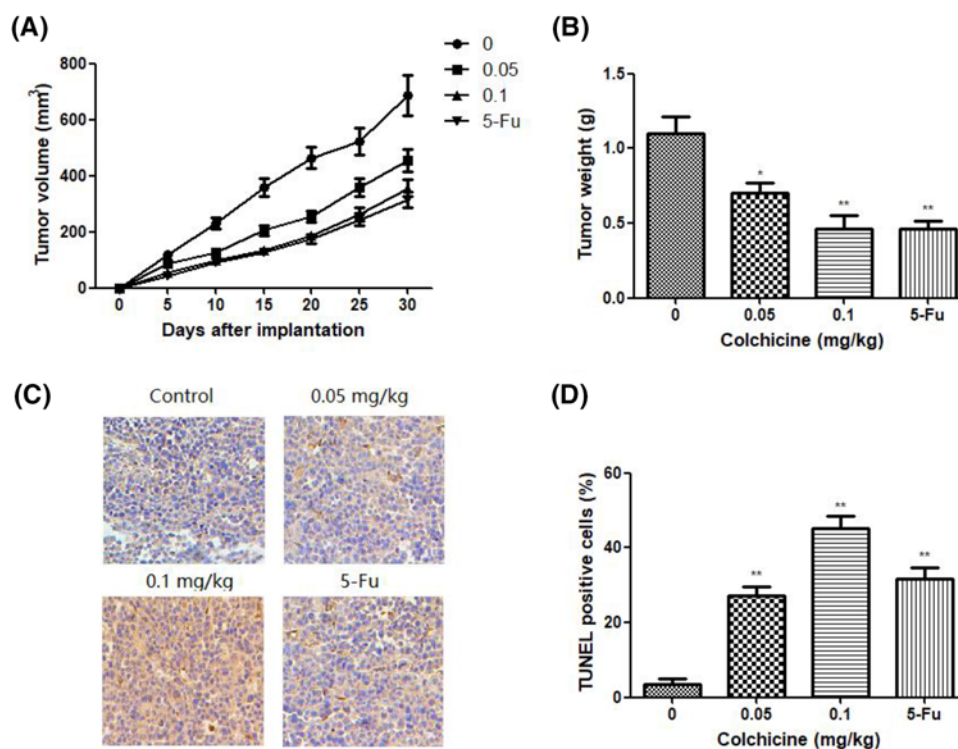 (A)
0
0.05
0.1
5-Fu
800
600
400
200
0
Tumor volume (mm³)
0 5 10 15 20 25 30
Days after implantation
(B)
1.5
1.0
0.5
0.0
Tumor weight (g)
*
**
**
0 0.05 0.1 5-Fu
Colchicine (mg/kg)
(C)
Control 0.05 mg/kg
0.1 mg/kg 5-Fu
(D)
60
40
20
0
TUNEL positive cells (%)
**
**
**
0 0.05 0.1 5-Fu
Colchicine (mg/kg)